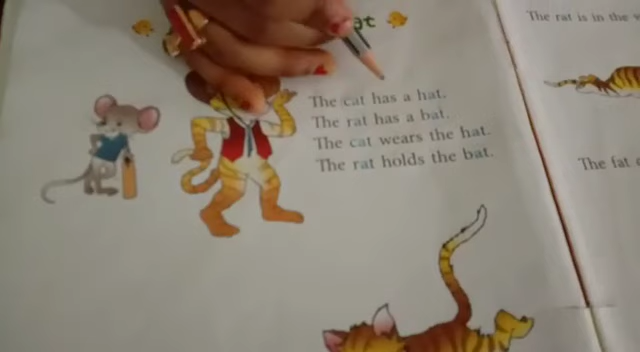 at
The cat has a hat.
The rat has a bat.
The cat wears the hat.
The rat holds the bat.
The rat is in the
The fat